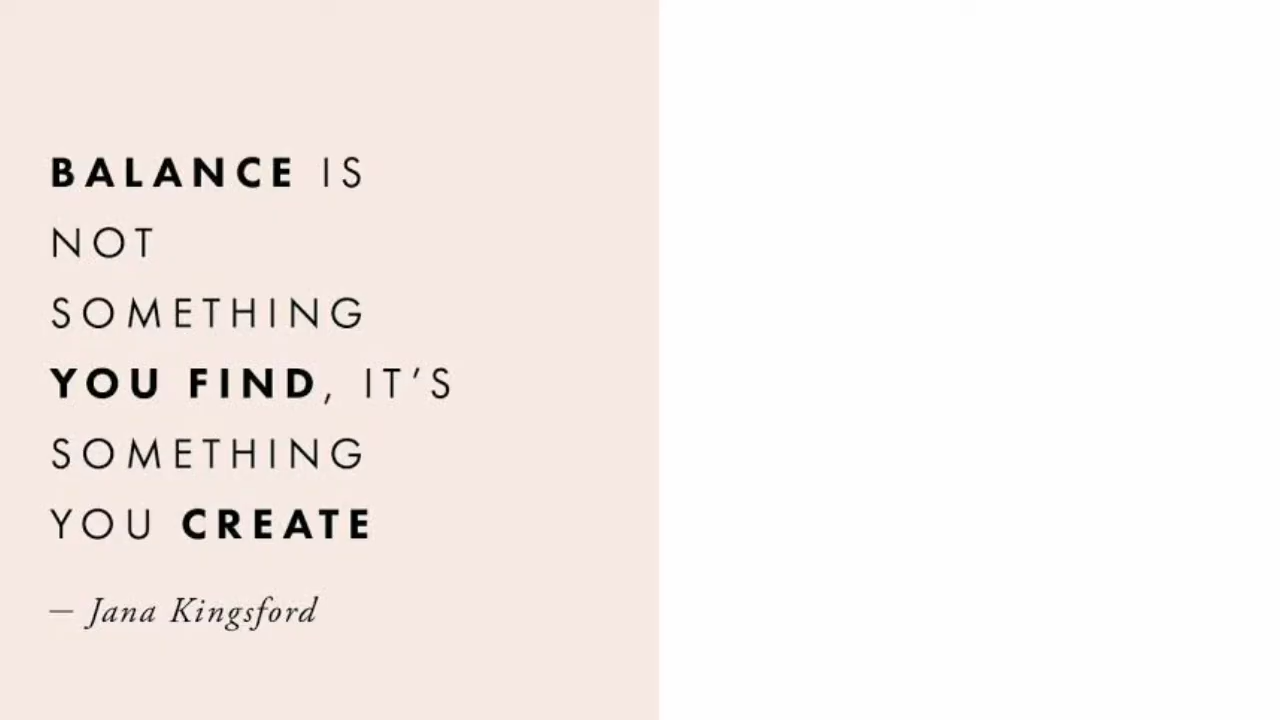 BALANCE IS
NOT
SOMETHING
YOU FIND, IT’S
SOMETHING
YOU CREATE
— Jana Kingsford